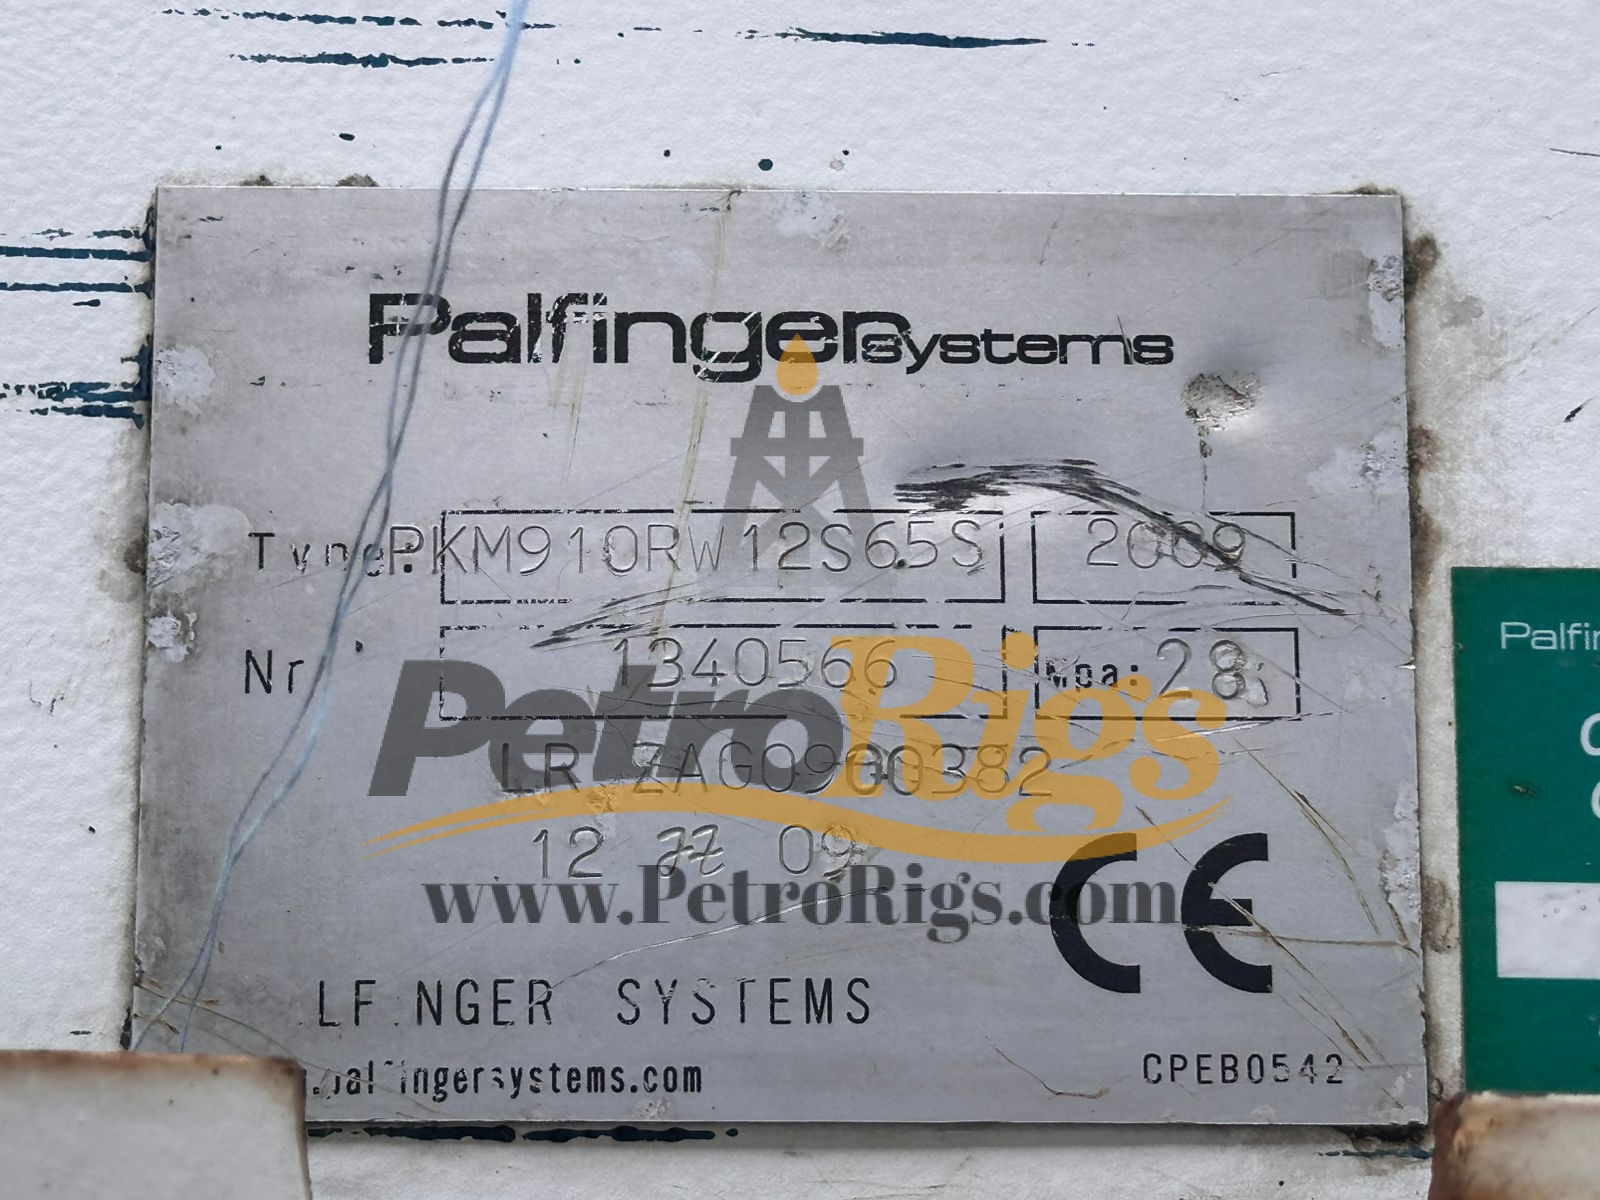 Palfinger systems
Type: PKM910RW12S65S 2009
Nr 1340566 Mpa: 28
PetroRigs
LR ZAG0900382
12 09
www.PetroRigs.com
CE
LF NGER SYSTEMS
palfingersystems.com CPEB0542
Palfin